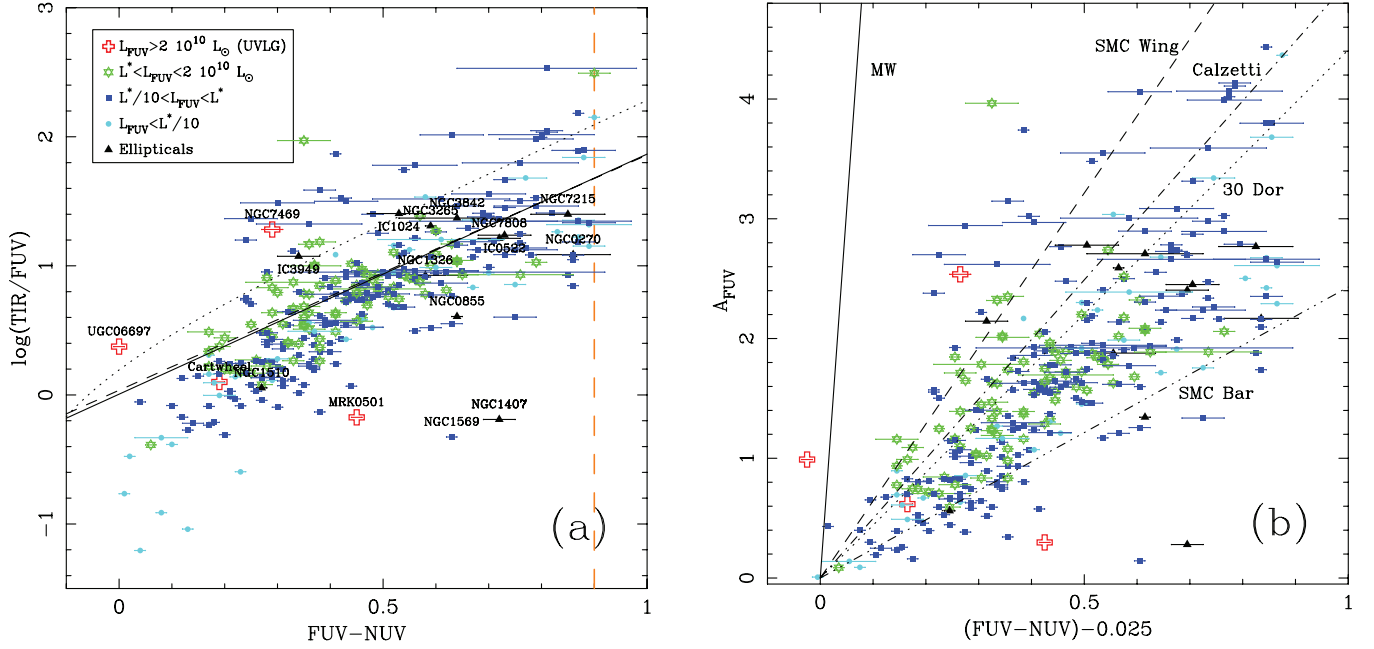 3
2
1
0
−1
log(TIR/FUV)
L_FUV>2 10^10 L_⊙ (UVLG)
L^*<L_FUV<2 10^10 L_⊙
L^*/10<L_FUV<L^*
L_FUV<L^*/10
Ellipticals
NGC7469
NGC3842
NGC3265
IC1024
NGC7215
NGC7808
IC0522
NGC0270
IC3949
NGC1326
NGC0855
UGC06697
Cartwheel
NGC1510
MRK0501
NGC1407
NGC1569
(a)
0
0.5
1
FUV−NUV
4
3
2
1
0
A_FUV
MW
SMC Wing
Calzetti
30 Dor
SMC Bar
(b)
0
0.5
1
(FUV−NUV)−0.025